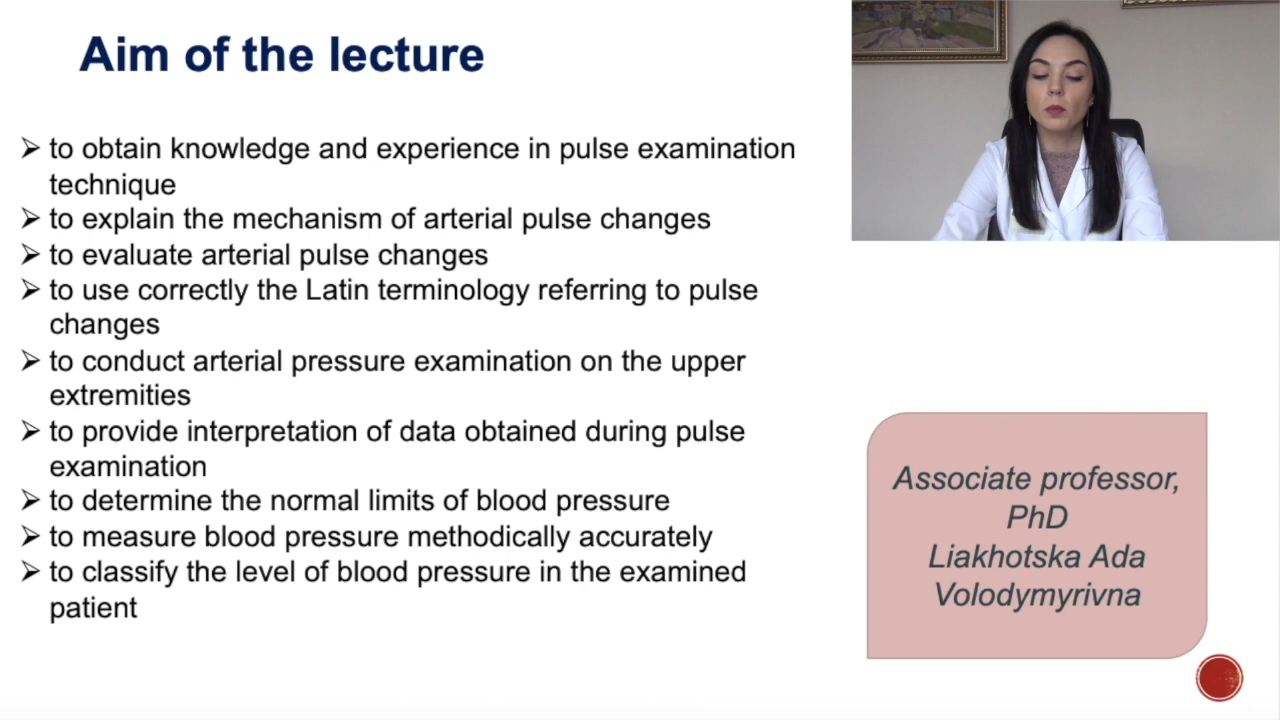 Aim of the lecture
➢ to obtain knowledge and experience in pulse examination
technique
➢ to explain the mechanism of arterial pulse changes
➢ to evaluate arterial pulse changes
➢ to use correctly the Latin terminology referring to pulse
changes
➢ to conduct arterial pressure examination on the upper
extremities
➢ to provide interpretation of data obtained during pulse
examination
➢ to determine the normal limits of blood pressure
➢ to measure blood pressure methodically accurately
➢ to classify the level of blood pressure in the examined
patient
Associate professor,
PhD
Liakhotska Ada
Volodymyrivna